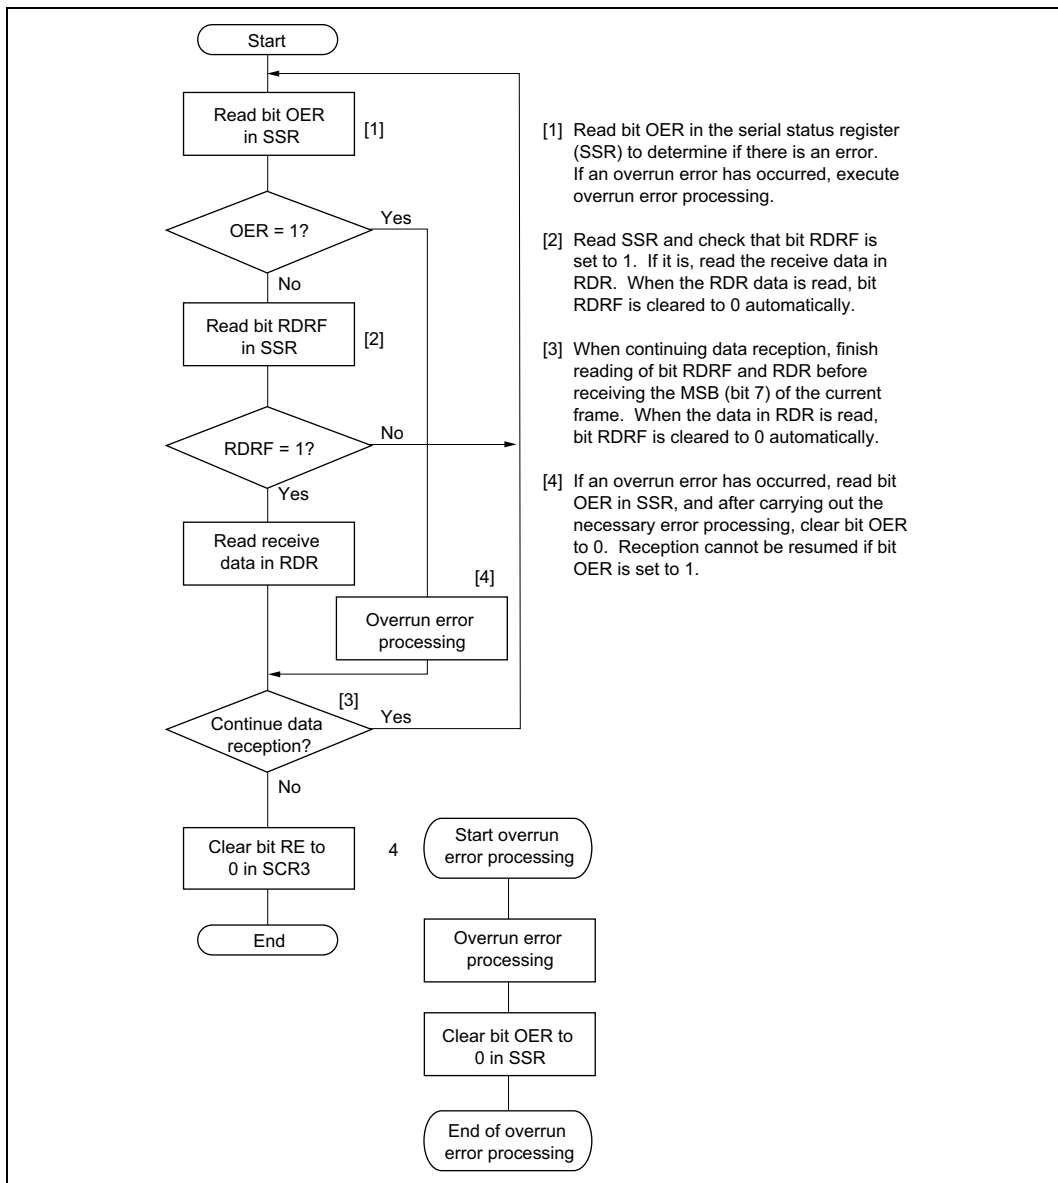 Start
Read bit OER
in SSR
[1]
OER = 1?
Yes
No
Read bit RDRF
in SSR
[2]
RDRF = 1?
No
Yes
Read receive
data in RDR
[4]
Overrun error
processing
[3]
Continue data
reception?
Yes
No
Clear bit RE to
0 in SCR3
End
4
Start overrun
error processing
Overrun error
processing
Clear bit OER to
0 in SSR
End of overrun
error processing
[1] Read bit OER in the serial status register
(SSR) to determine if there is an error.
If an overrun error has occurred, execute
overrun error processing.
[2] Read SSR and check that bit RDRF is
set to 1. If it is, read the receive data in
RDR. When the RDR data is read, bit
RDRF is cleared to 0 automatically.
[3] When continuing data reception, finish
reading of bit RDRF and RDR before
receiving the MSB (bit 7) of the current
frame. When the data in RDR is read,
bit RDRF is cleared to 0 automatically.
[4] If an overrun error has occurred, read bit
OER in SSR, and after carrying out the
necessary error processing, clear bit OER
to 0. Reception cannot be resumed if bit
OER is set to 1.